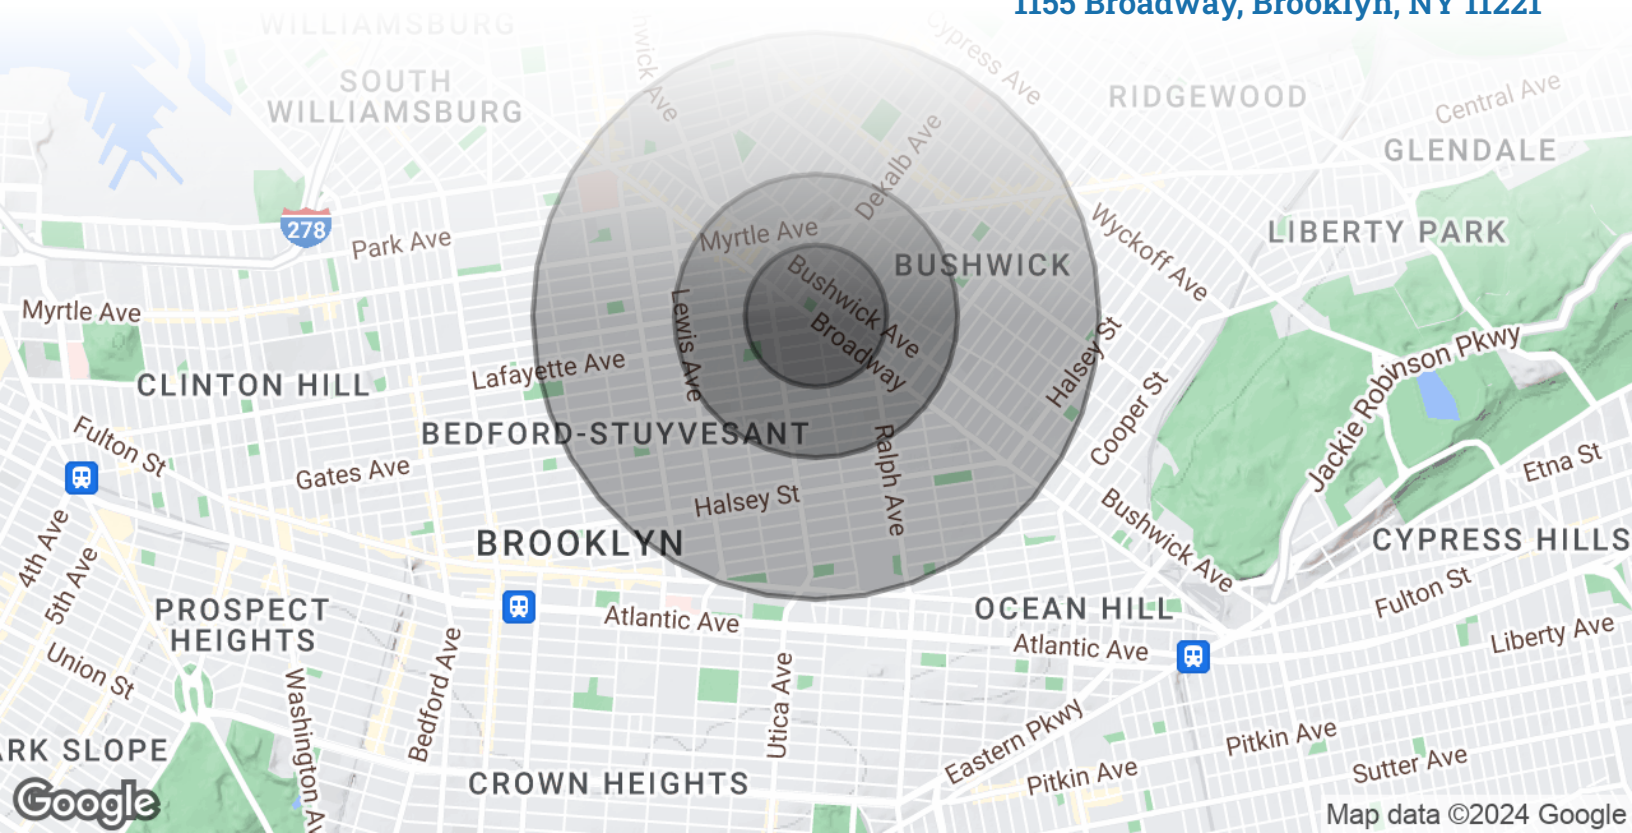 1155 Broadway, Brooklyn, NY 11221
WILLIAMSBURG
Cypress Ave
SOUTH
WILLIAMSBURG
RIDGEWOOD
Central Ave
GLENDALE
Dekalb Ave
278
Park Ave
Myrtle Ave
LIBERTY PARK
Wyckoff Ave
BUSHWICK
Bushwick Ave
Broadway
Myrtle Ave
Lewis Ave
Halsey St
Jackie Robinson Pkwy
Lafayette Ave
CLINTON HILL
Cooper St
BEDFORD-STUYVESANT
Fulton St
Gates Ave
Ralph Ave
Etna St
Halsey St
Bushwick Ave
BROOKLYN
CYPRESS HILLS
4th Ave
5th Ave
Fulton St
PROSPECT
HEIGHTS
Atlantic Ave
OCEAN HILL
Atlantic Ave
Liberty Ave
Union St
Washington Av
Bedford Ave
Utica Ave
Eastern Pkwy
Pitkin Ave
ARK SLOPE
Sutter Ave
Pitkin Ave
CROWN HEIGHTS
Google
Map data ©2024 Google